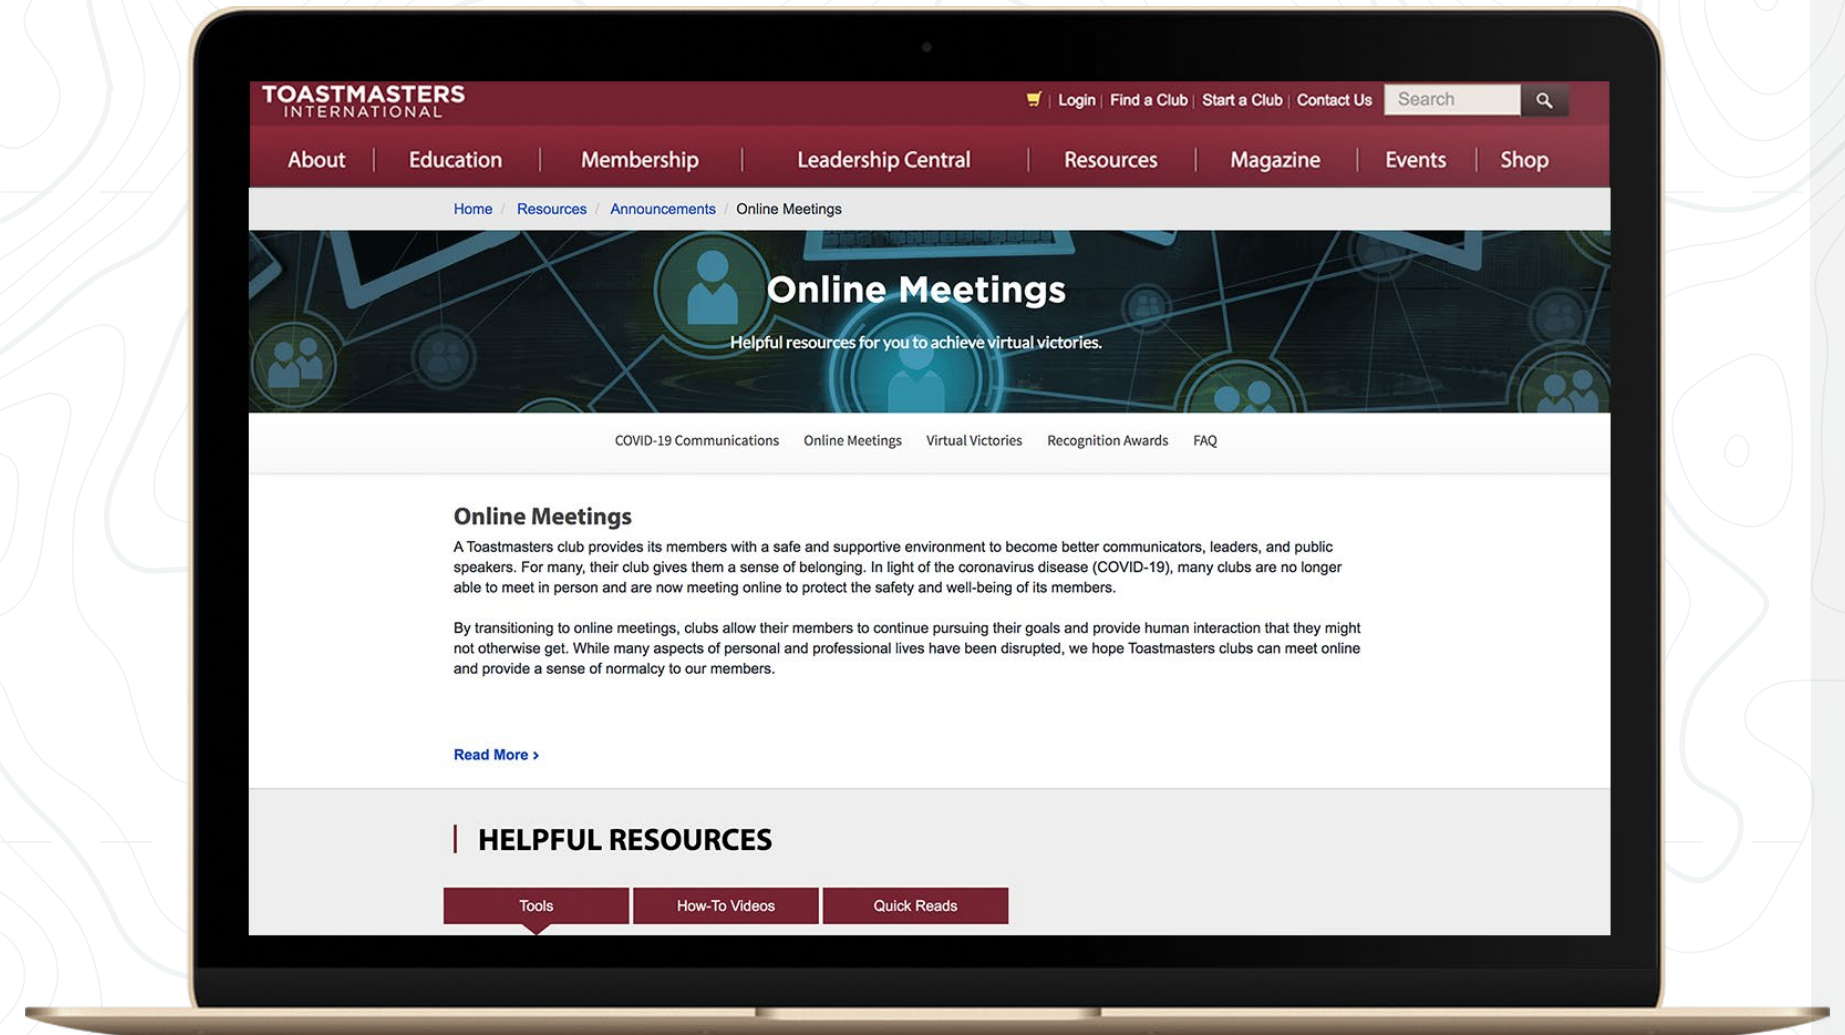 TOASTMASTERS
INTERNATIONAL
Login | Find a Club | Start a Club | Contact Us
Search
About | Education | Membership | Leadership Central | Resources | Magazine | Events | Shop
Home / Resources / Announcements / Online Meetings
Online Meetings
Helpful resources for you to achieve virtual victories.
COVID-19 Communications Online Meetings Virtual Victories Recognition Awards FAQ
Online Meetings
A Toastmasters club provides its members with a safe and supportive environment to become better communicators, leaders, and public
speakers. For many, their club gives them a sense of belonging. In light of the coronavirus disease (COVID-19), many clubs are no longer
able to meet in person and are now meeting online to protect the safety and well-being of its members.
By transitioning to online meetings, clubs allow their members to continue pursuing their goals and provide human interaction that they might
not otherwise get. While many aspects of personal and professional lives have been disrupted, we hope Toastmasters clubs can meet online
and provide a sense of normalcy to our members.
Read More >
HELPFUL RESOURCES
Tools How-To Videos Quick Reads